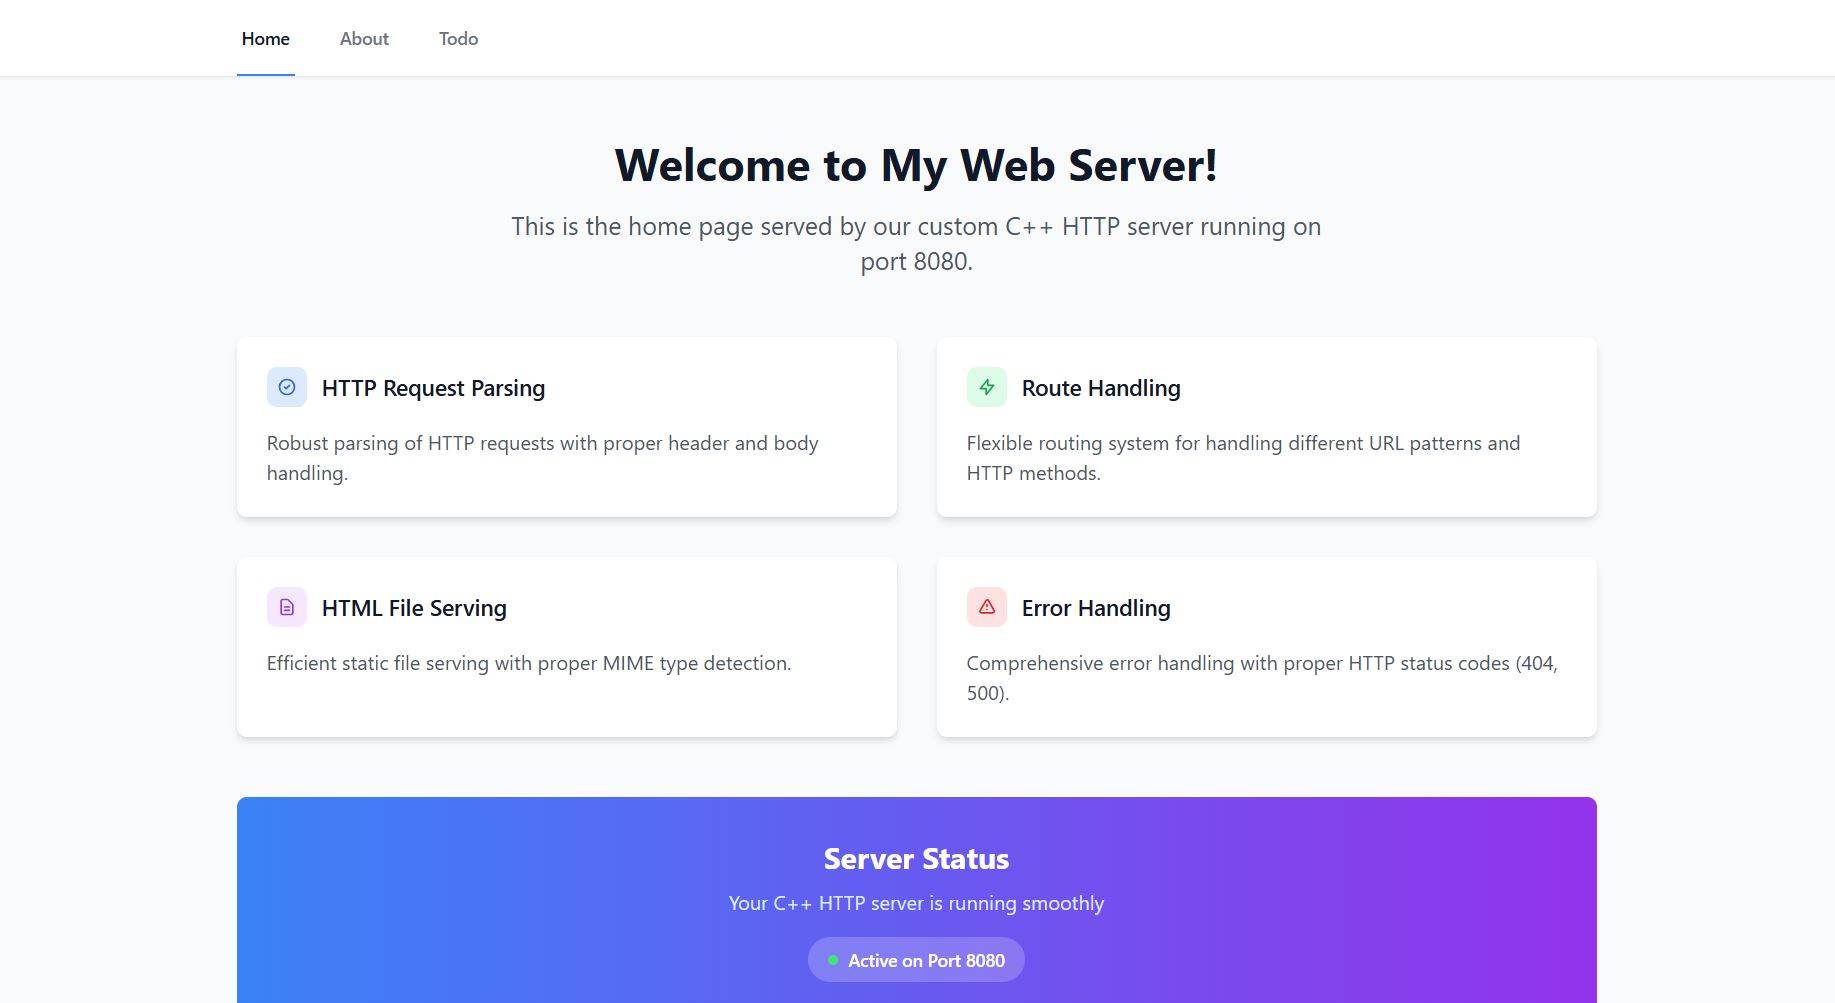 Home
About
Todo
Welcome to My Web Server!
This is the home page served by our custom C++ HTTP server running on
port 8080.
HTTP Request Parsing
Robust parsing of HTTP requests with proper header and body
handling.
Route Handling
Flexible routing system for handling different URL patterns and
HTTP methods.
HTML File Serving
Efficient static file serving with proper MIME type detection.
Error Handling
Comprehensive error handling with proper HTTP status codes (404,
500).
Server Status
Your C++ HTTP server is running smoothly
Active on Port 8080